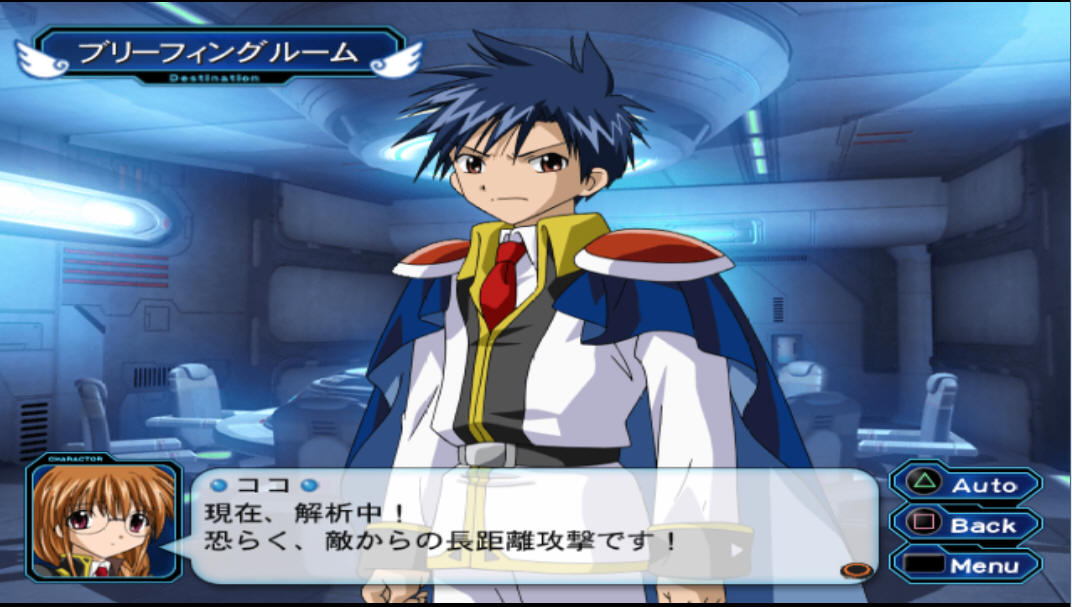 ブリーフィングルーム
Destination
CHARACTOR
ココ
現在、解析中！
恐らく、敵からの長距離攻撃です！
Auto
Back
Menu